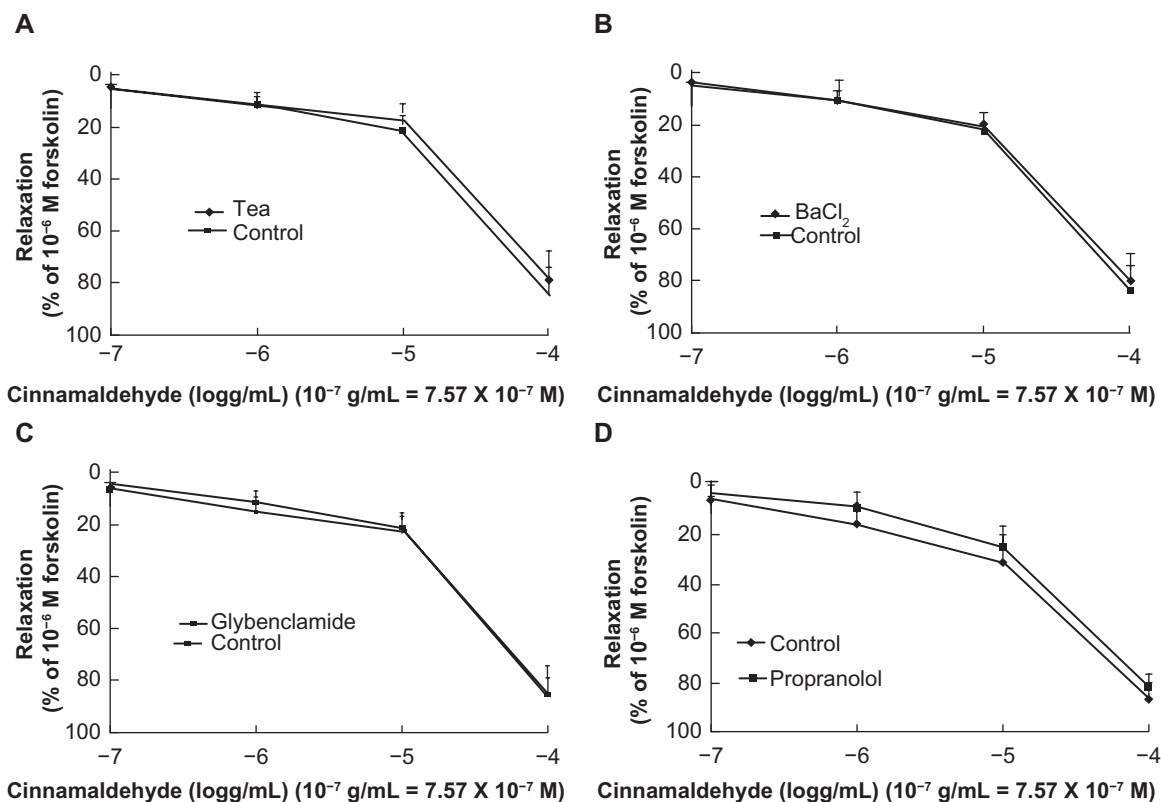 A
Relaxation
(% of 10⁻⁶ M forskolin)
0
20
40
60
80
100
Tea
Control
−7
−6
−5
−4
Cinnamaldehyde (logg/mL) (10⁻⁷ g/mL = 7.57 X 10⁻⁷ M)
B
Relaxation
(% of 10⁻⁶ M forskolin)
0
20
40
60
80
100
BaCl₂
Control
−7
−6
−5
−4
Cinnamaldehyde (logg/mL) (10⁻⁷ g/mL = 7.57 X 10⁻⁷ M)
C
Relaxation
(% of 10⁻⁶ M forskolin)
0
20
40
60
80
100
Glybenclamide
Control
−7
−6
−5
−4
Cinnamaldehyde (logg/mL) (10⁻⁷ g/mL = 7.57 X 10⁻⁷ M)
D
Relaxation
(% of 10⁻⁶ M forskolin)
0
20
40
60
80
100
Control
Propranolol
−7
−6
−5
−4
Cinnamaldehyde (logg/mL) (10⁻⁷ g/mL = 7.57 X 10⁻⁷ M)